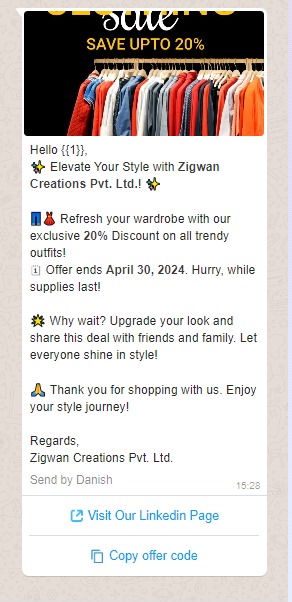 sale
SAVE UPTO 20%
Hello {{1}},
✨ Elevate Your Style with Zigwan
Creations Pvt. Ltd.! ✨
👖👗 Refresh your wardrobe with our
exclusive 20% Discount on all trendy
outfits!
🗓 Offer ends April 30, 2024. Hurry, while
supplies last!
🌟 Why wait? Upgrade your look and
share this deal with friends and family. Let
everyone shine in style!
🙏 Thank you for shopping with us. Enjoy
your style journey!
Regards,
Zigwan Creations Pvt. Ltd.
Send by Danish
15:28
Visit Our Linkedin Page
Copy offer code